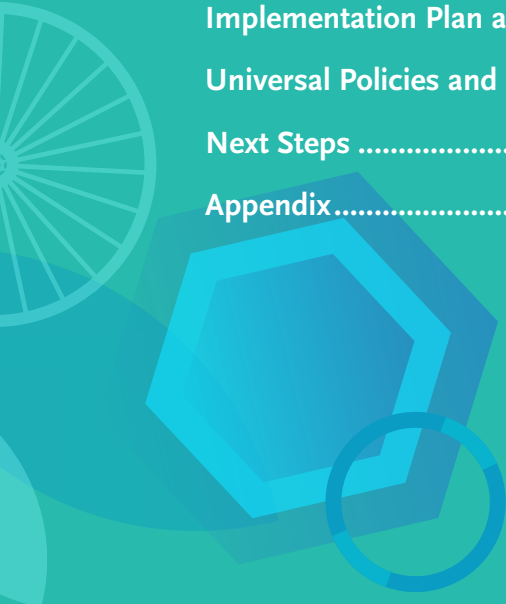 Implementation Plan a
Universal Policies and
Next Steps ...................
Appendix......................